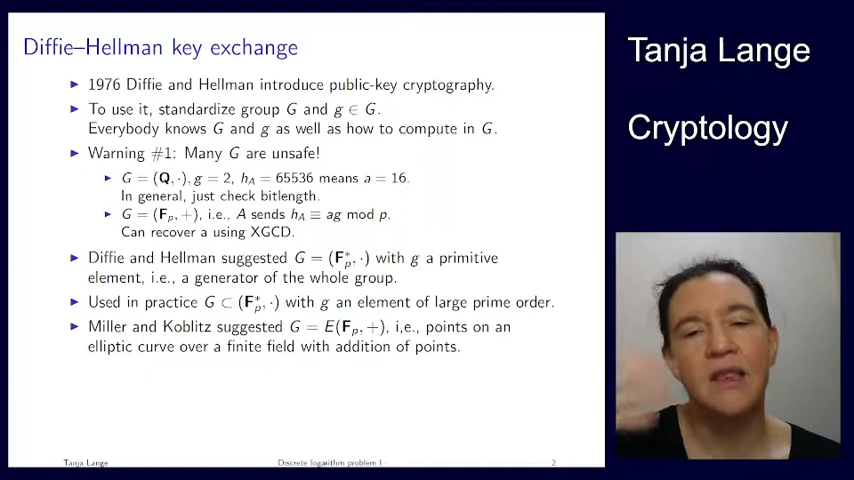 Diffie–Hellman key exchange
▶ 1976 Diffie and Hellman introduce public-key cryptography.
▶ To use it, standardize group G and g ∈ G.
Everybody knows G and g as well as how to compute in G.
▶ Warning #1: Many G are unsafe!
▶ G = (Q, ·), g = 2, h_A = 65536 means a = 16.
In general, just check bitlength.
▶ G = (F_p, +), i.e., A sends h_A ≡ ag mod p.
Can recover a using XGCD.
▶ Diffie and Hellman suggested G = (F_p^*, ·) with g a primitive
element, i.e., a generator of the whole group.
▶ Used in practice G ⊂ (F_p^*, ·) with g an element of large prime order.
▶ Miller and Koblitz suggested G = E(F_p, +), i,e., points on an
elliptic curve over a finite field with addition of points.
Tanja Lange
Discrete logarithm problem I
2
Tanja Lange
Cryptology